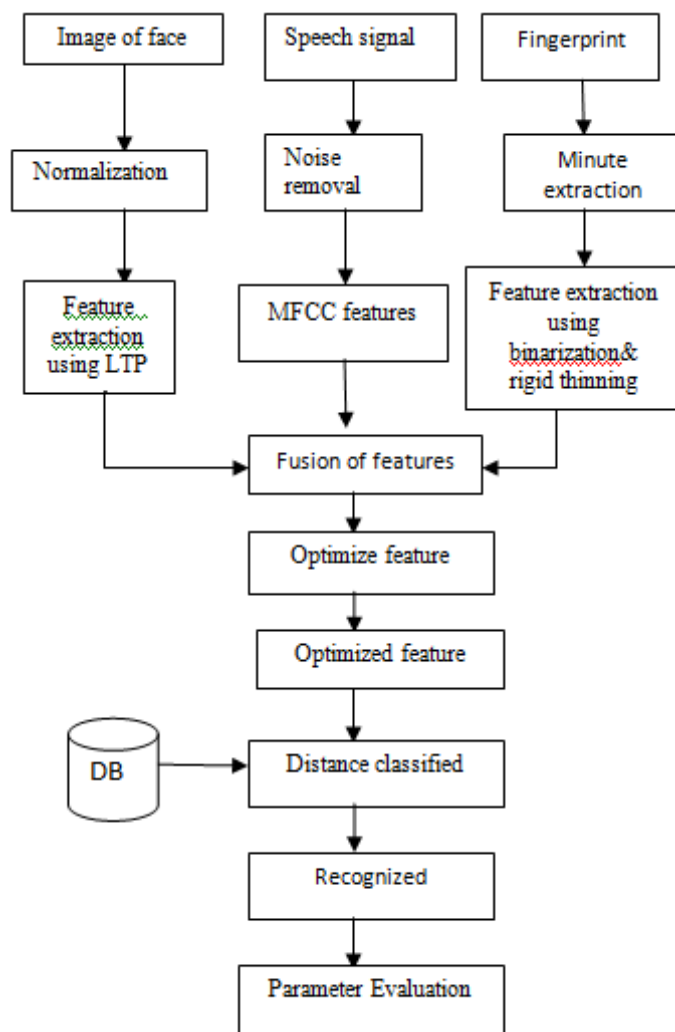 Image of face
Speech signal
Fingerprint
Normalization
Noise
removal
Minute
extraction
Feature
extraction
using LTP
MFCC features
Feature extraction
using
binarization&
rigid thinning
Fusion of features
Optimize feature
Optimized feature
DB
Distance classified
Recognized
Parameter Evaluation